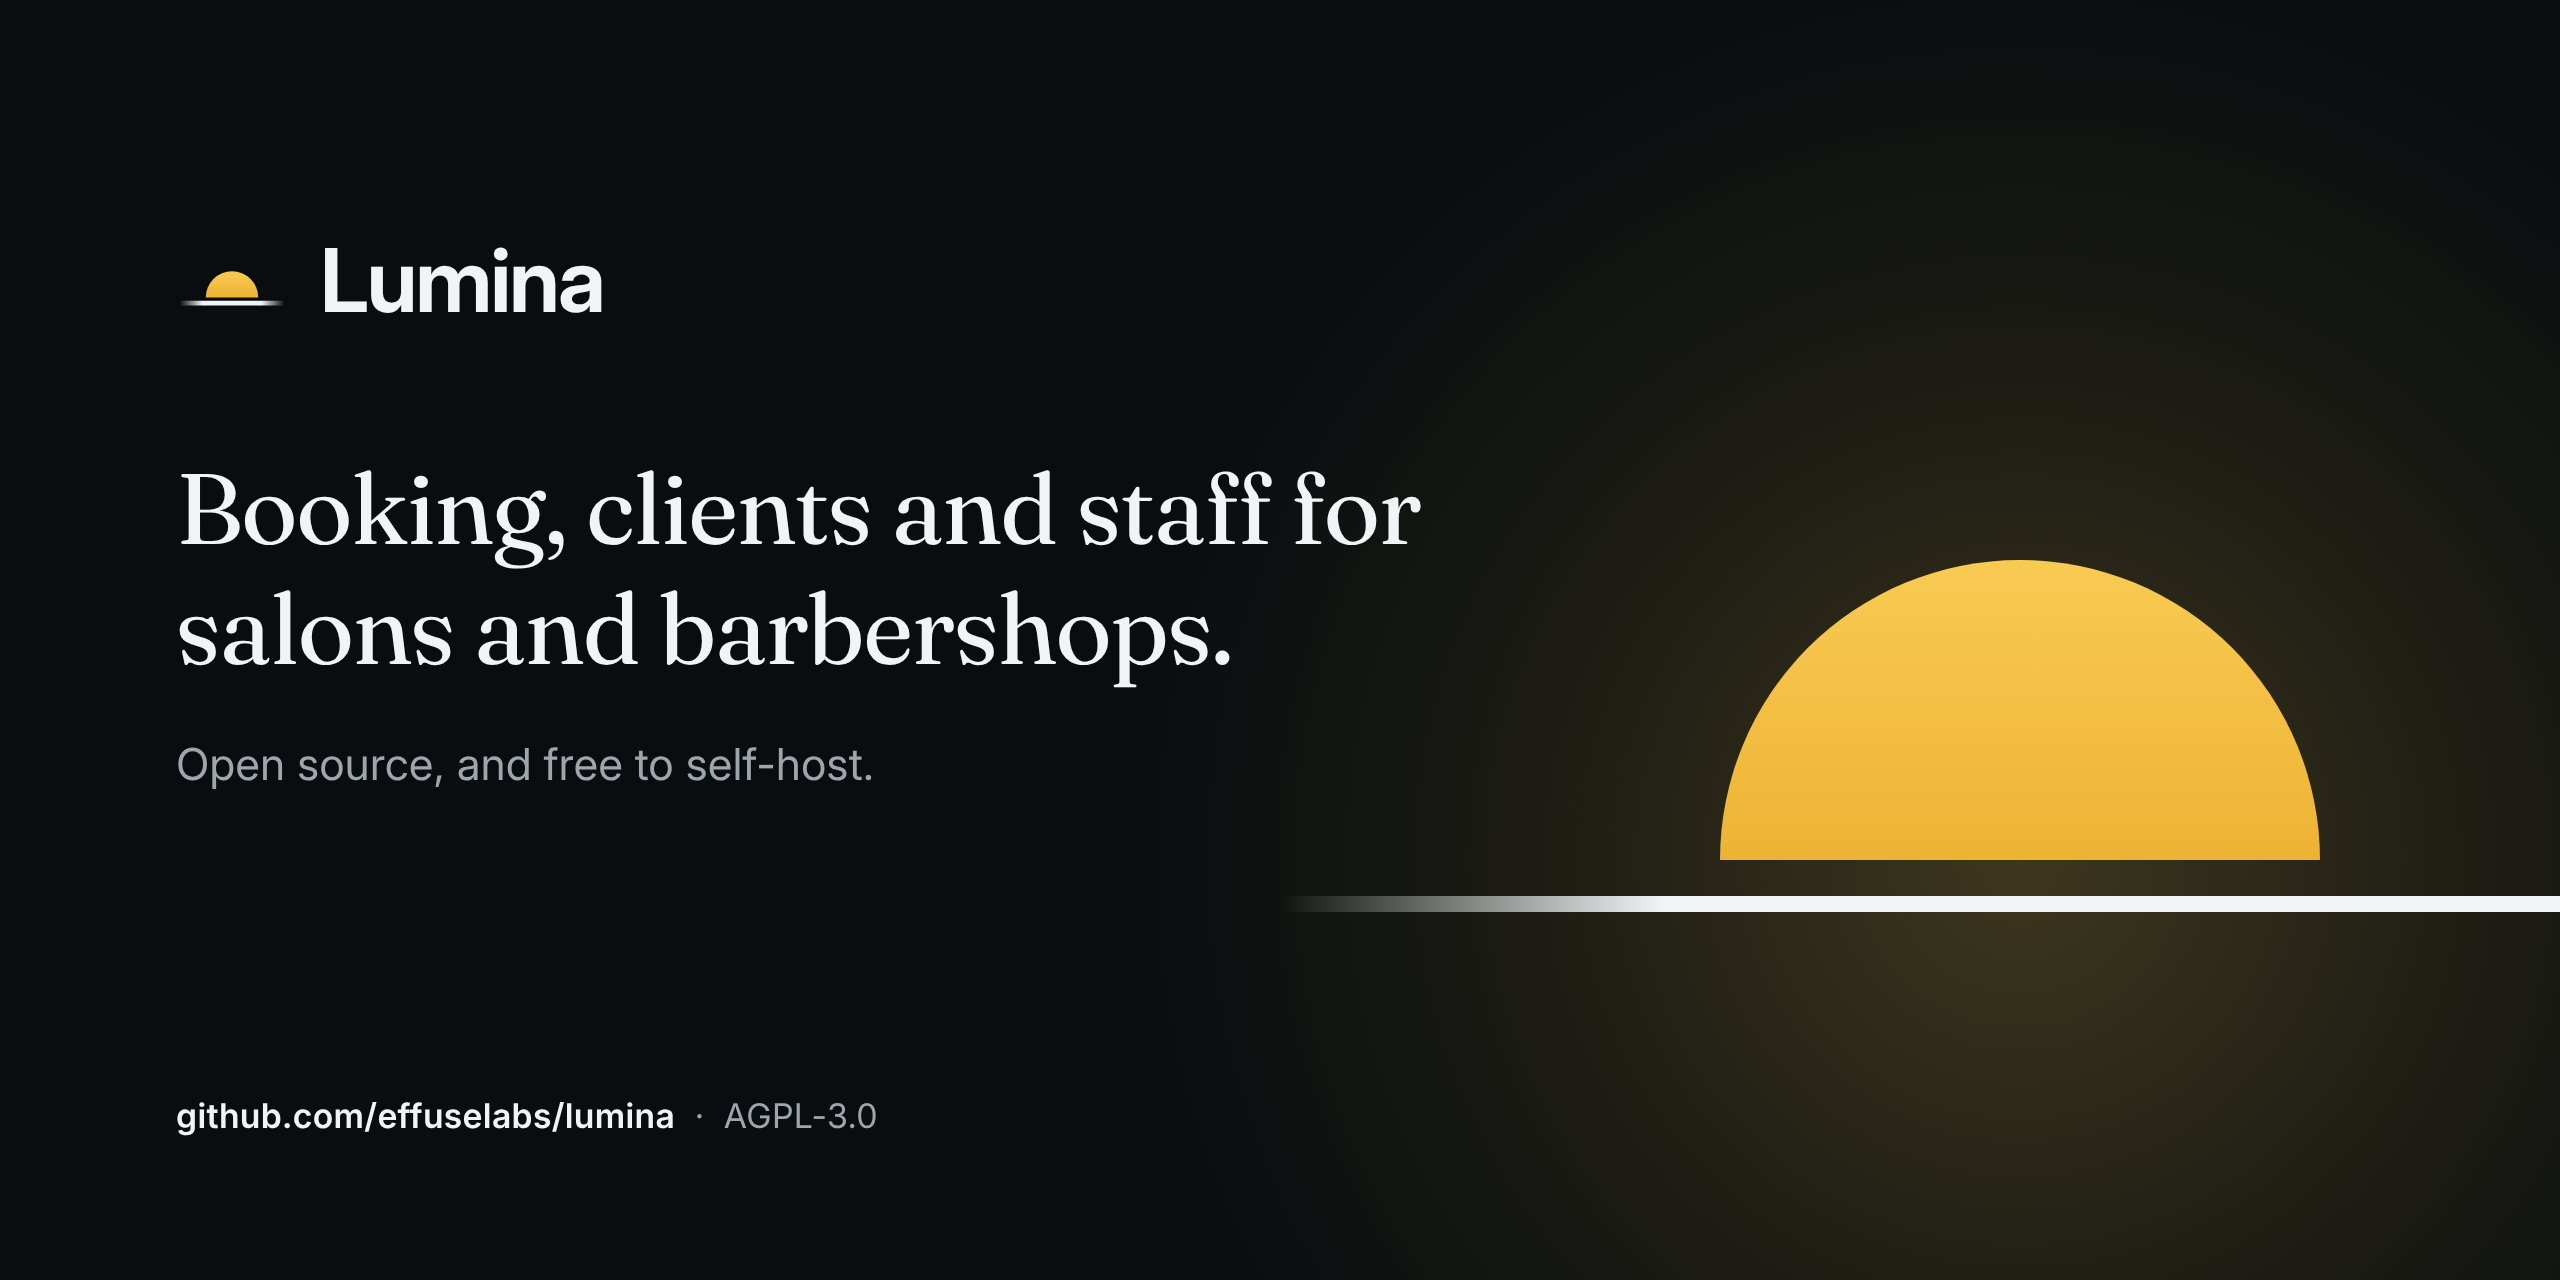 Lumina
Booking, clients and staff for
salons and barbershops.
Open source, and free to self-host.
github.com/effuselabs/lumina · AGPL-3.0